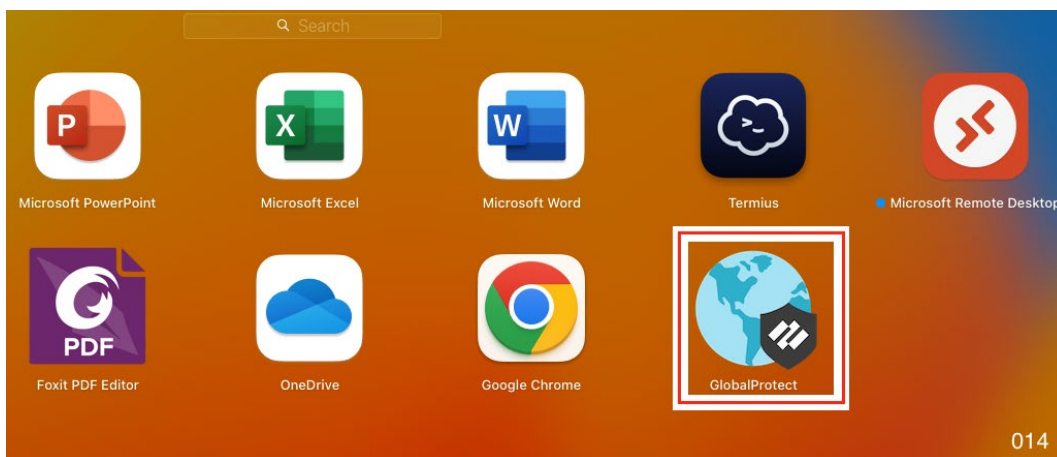 Search
P
X
W
>_
Microsoft PowerPoint
Microsoft Excel
Microsoft Word
Termius
Microsoft Remote Desktop
PDF
Foxit PDF Editor
OneDrive
Google Chrome
GlobalProtect
014